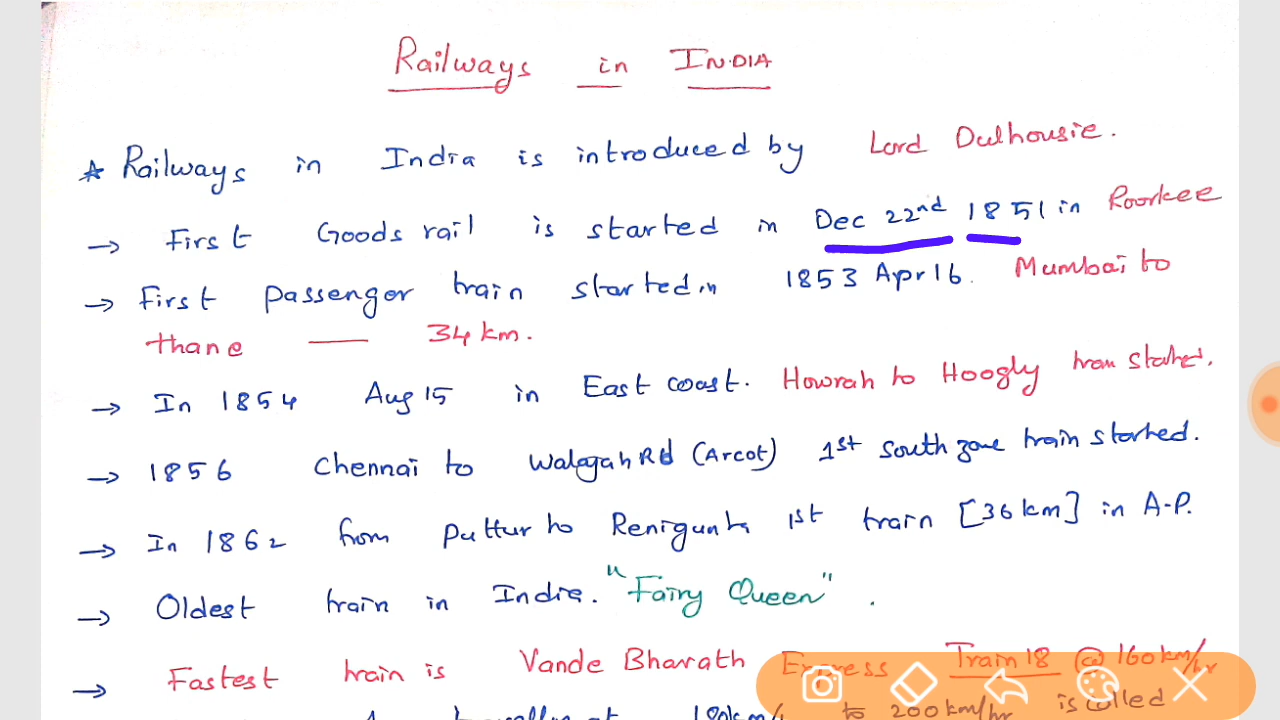 Railways in INDIA
* Railways in India is introduced by Lord Dulhousie.
→ First Goods rail is started in Dec 22nd 1851 in Roorkee
→ First passenger train started in 1853 Apr 16. Mumbai to
thane — 34 km.
→ In 1854 Aug 15 in East coast. Howrah to Hoogly train started.
→ 1856 Chennai to Walajah Rd (Arcot) 1st south zone train started.
→ In 1862 from Puttur to Renigunta 1st train [36 km] in A.P.
→ Oldest train in India. "Fairy Queen".
→ Fastest train is Vande Bharath Express Train 18 @ 160 km/hr
to 200 km/hr is called